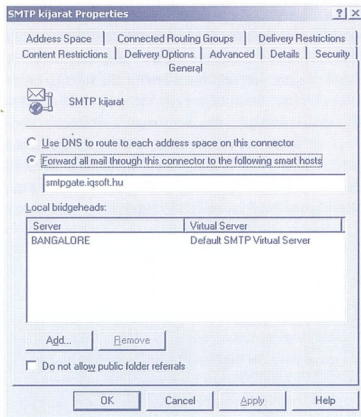 SMTP kijarat Properties
Address Space | Connected Routing Groups | Delivery Restrictions
Content Restrictions | Delivery Options | Advanced | Details | Security
General
SMTP kijarat
Use DNS to route to each address space on this connector
Forward all mail through this connector to the following smart hosts
smtpgate.iqsoft.hu
Local bridgeheads:
Server Virtual Server
BANGALORE Default SMTP Virtual Server
Add... Remove
Do not allow public folder referrals
OK Cancel Apply Help